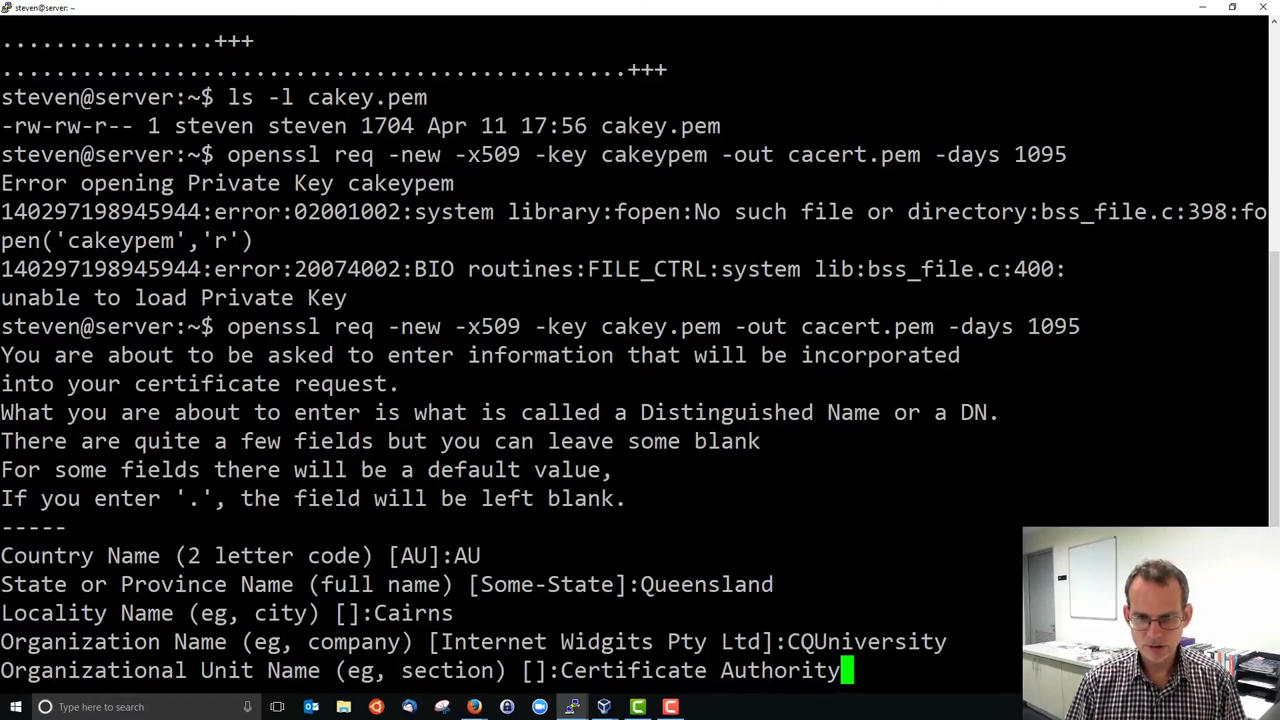 steven@server: ~
................+++
...............................................+++
steven@server:~$ ls -l cakey.pem
-rw-rw-r-- 1 steven steven 1704 Apr 11 17:56 cakey.pem
steven@server:~$ openssl req -new -x509 -key cakeypem -out cacert.pem -days 1095
Error opening Private Key cakeypem
140297198945944:error:02001002:system library:fopen:No such file or directory:bss_file.c:398:fo
pen('cakeypem','r')
140297198945944:error:20074002:BIO routines:FILE_CTRL:system lib:bss_file.c:400:
unable to load Private Key
steven@server:~$ openssl req -new -x509 -key cakey.pem -out cacert.pem -days 1095
You are about to be asked to enter information that will be incorporated
into your certificate request.
What you are about to enter is what is called a Distinguished Name or a DN.
There are quite a few fields but you can leave some blank
For some fields there will be a default value,
If you enter '.', the field will be left blank.
-----
Country Name (2 letter code) [AU]:AU
State or Province Name (full name) [Some-State]:Queensland
Locality Name (eg, city) []:Cairns
Organization Name (eg, company) [Internet Widgits Pty Ltd]:CQUniversity
Organizational Unit Name (eg, section) []:Certificate Authority
Type here to search